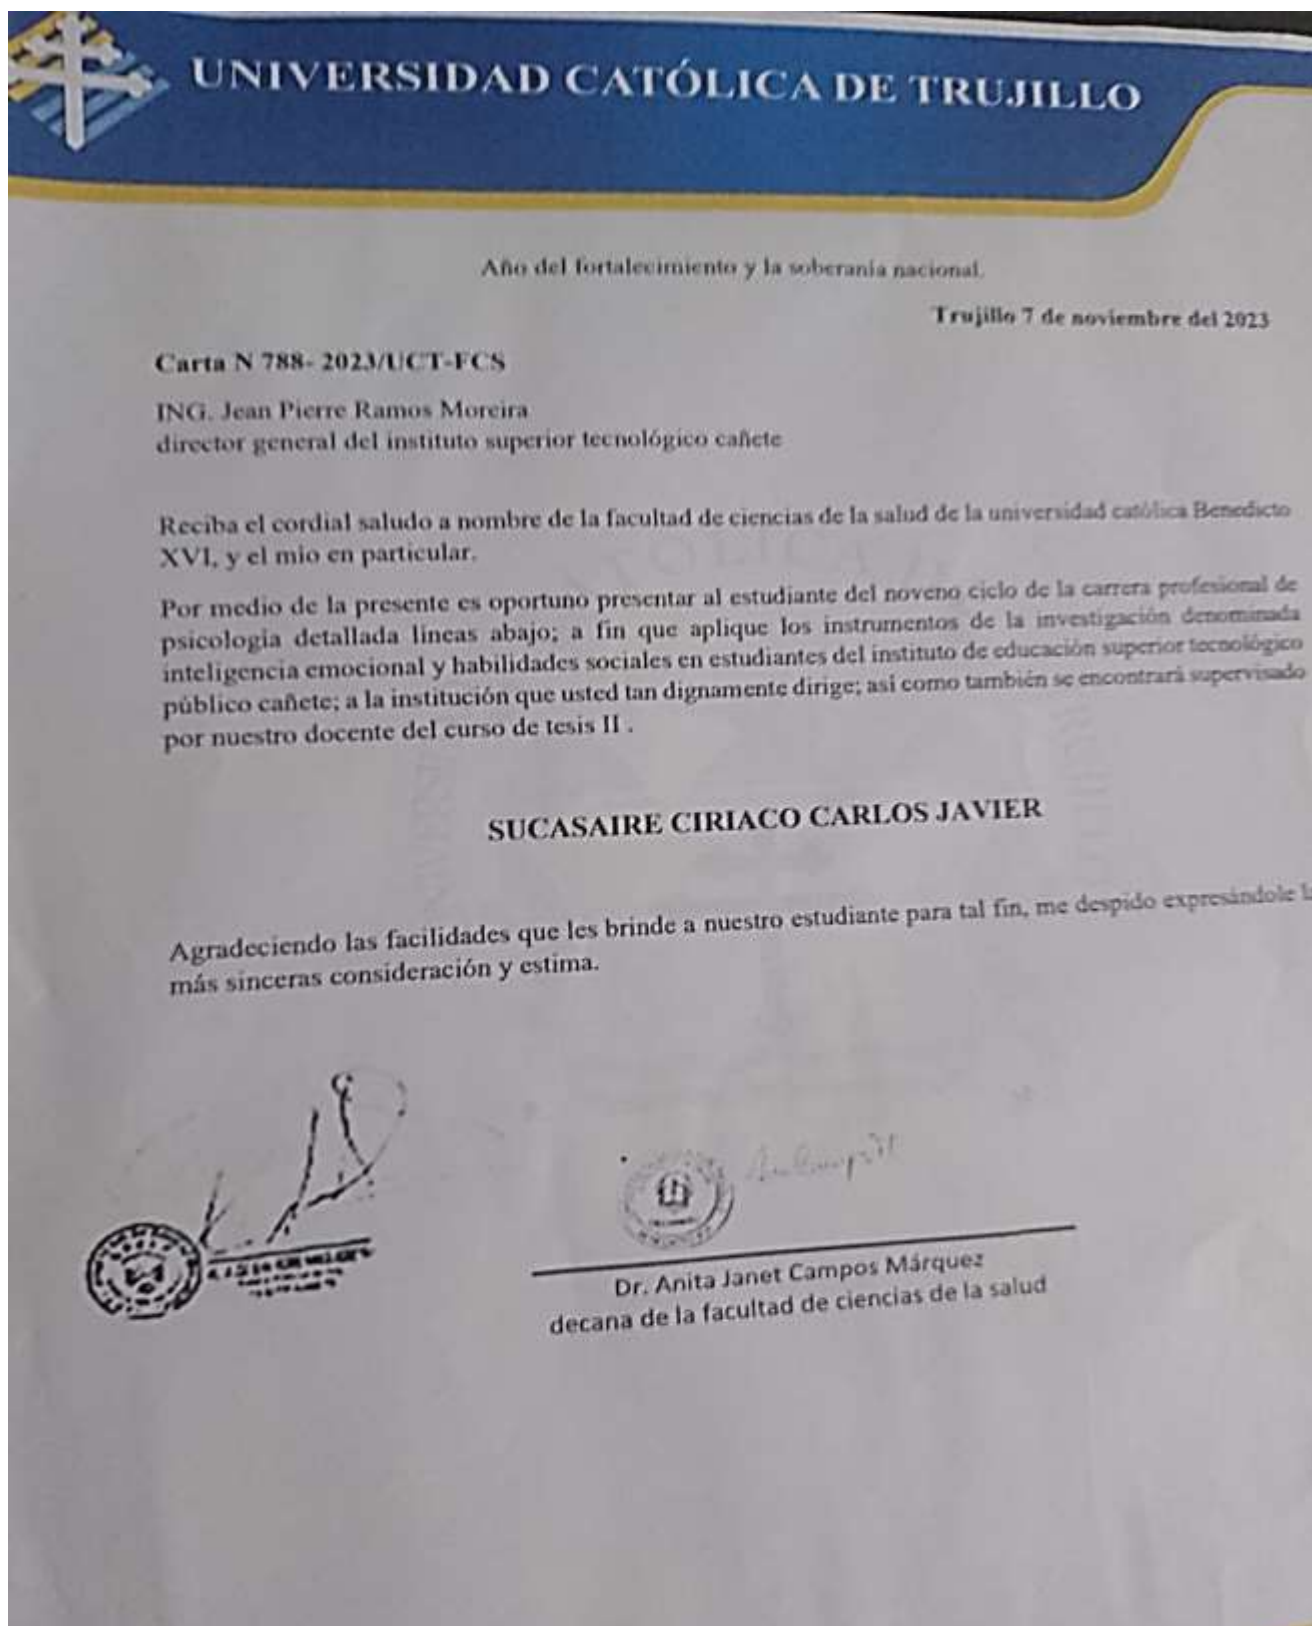 UNIVERSIDAD CATÓLICA DE TRUJILLO
Año del fortalecimiento y la soberanía nacional.
Trujillo 7 de noviembre del 2023
Carta N 788- 2023/UCT-FCS
ING. Jean Pierre Ramos Moreira
director general del instituto superior tecnológico cañete
Reciba el cordial saludo a nombre de la facultad de ciencias de la salud de la universidad católica Benedicto
XVI, y el mio en particular.
Por medio de la presente es oportuno presentar al estudiante del noveno ciclo de la carrera profesional de
psicología detallada líneas abajo; a fin que aplique los instrumentos de la investigación denominada
inteligencia emocional y habilidades sociales en estudiantes del instituto de educación superior tecnológico
público cañete; a la institución que usted tan dignamente dirige; así como también se encontrará supervisado
por nuestro docente del curso de tesis II .
SUCASAIRE CIRIACO CARLOS JAVIER
Agradeciendo las facilidades que les brinde a nuestro estudiante para tal fin, me despido expresándole
más sinceras consideración y estima.
Dr. Anita Janet Campos Márquez
decana de la facultad de ciencias de la salud